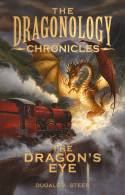 THE
DRAGONOLOGY
CHRONICLES
THE
DRAGON'S
EYE
DUGALD A. STEER